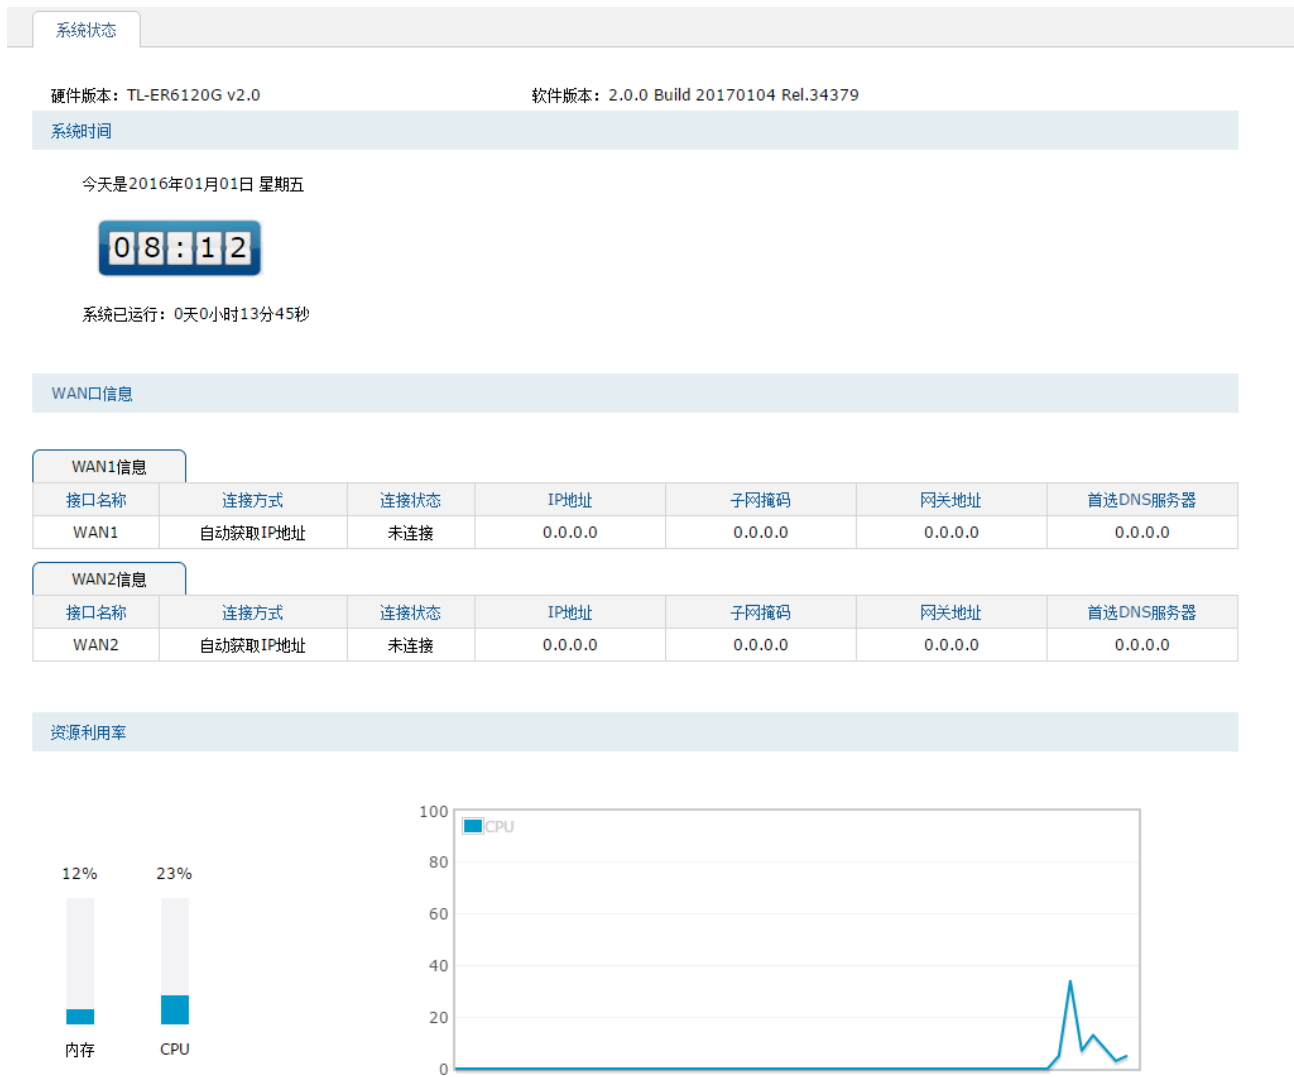 系统状态
硬件版本：TL-ER6120G v2.0 软件版本：2.0.0 Build 20170104 Rel.34379
系统时间
今天是2016年01月01日 星期五
08:12
系统已运行：0天0小时13分45秒
WAN口信息
WAN1信息
接口名称 连接方式 连接状态 IP地址 子网掩码 网关地址 首选DNS服务器
WAN1 自动获取IP地址 未连接 0.0.0.0 0.0.0.0 0.0.0.0 0.0.0.0
WAN2信息
接口名称 连接方式 连接状态 IP地址 子网掩码 网关地址 首选DNS服务器
WAN2 自动获取IP地址 未连接 0.0.0.0 0.0.0.0 0.0.0.0 0.0.0.0
资源利用率
12% 23%
内存 CPU
100
CPU
80
60
40
20
0